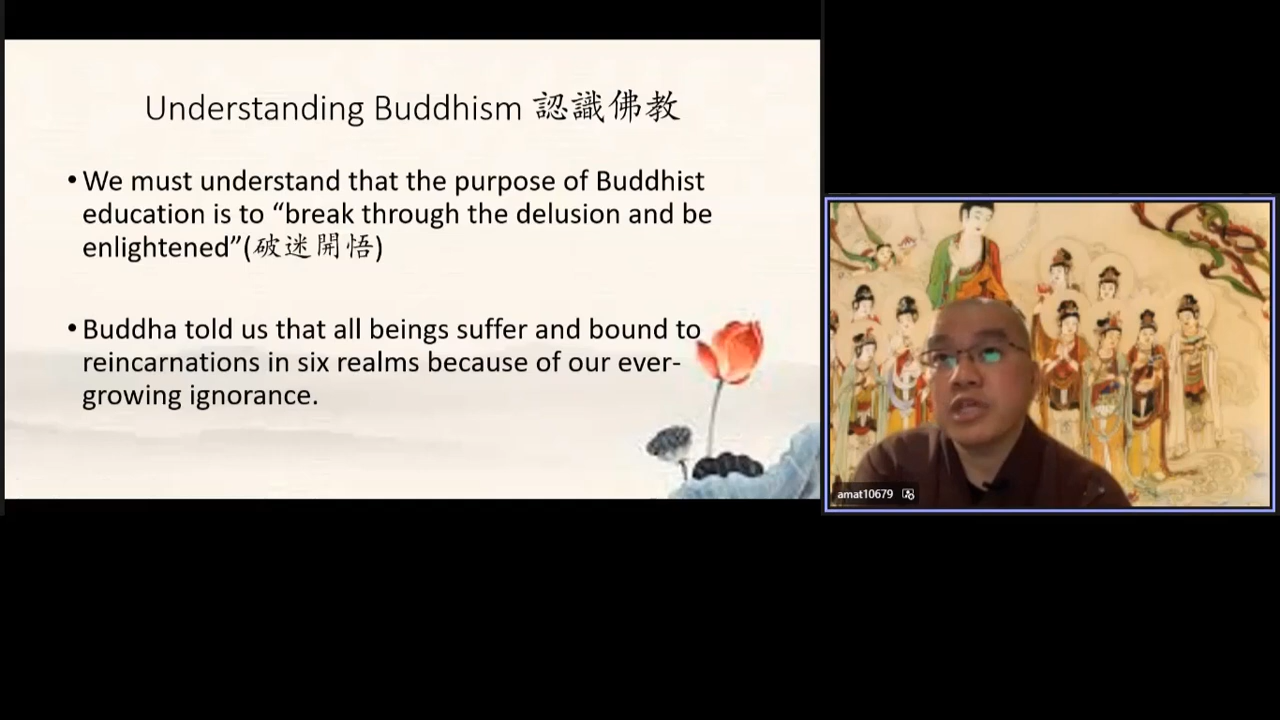 Understanding Buddhism 認識佛教
• We must understand that the purpose of Buddhist
education is to “break through the delusion and be
enlightened”(破迷開悟)
• Buddha told us that all beings suffer and bound to
reincarnations in six realms because of our ever-
growing ignorance.
amat10679